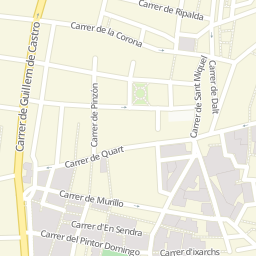 Carrer de Ripalda
Carrer de la Corona
Carrer de Guillem de Castro
Carrer de Pinzón
Carrer de Sant Miquel
Carrer de Dalt
Carrer de Quart
Carrer de Murillo
Carrer d'En Sendra
Carrer del Pintor Domingo
Carrer d'ixarchs